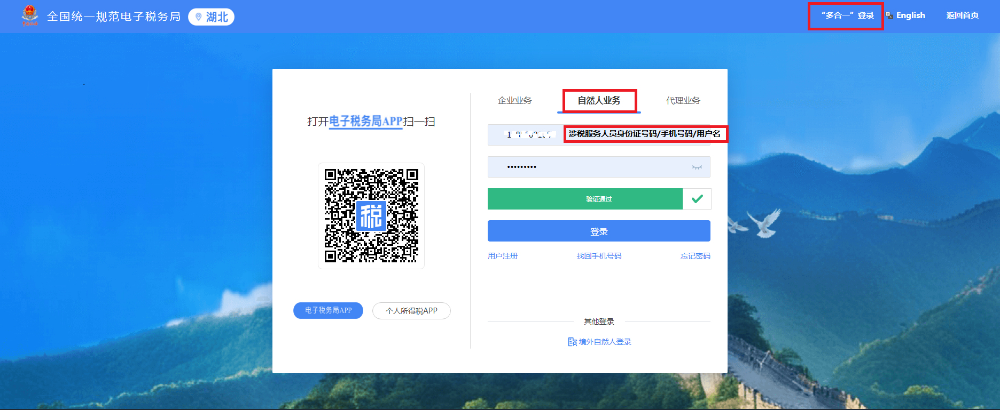 全国统一规范电子税务局 湖北
“多合一”登录 English 返回首页
打开电子税务局APP扫一扫
税
电子税务局APP 个人所得税APP
企业业务 自然人业务 代理业务
涉税服务人员身份证号码/手机号码/用户名
•••••••••
验证通过
登录
用户注册 找回手机号码 忘记密码
其他登录
境外自然人登录